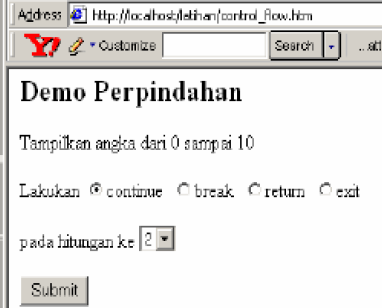 Address http://localhost/latihan/control_flow.htm
Y! Customize Search ...att
Demo Perpindahan
Tampilkan angka dari 0 sampai 10
Lakukan continue break return exit
pada hitungan ke 2
Submit